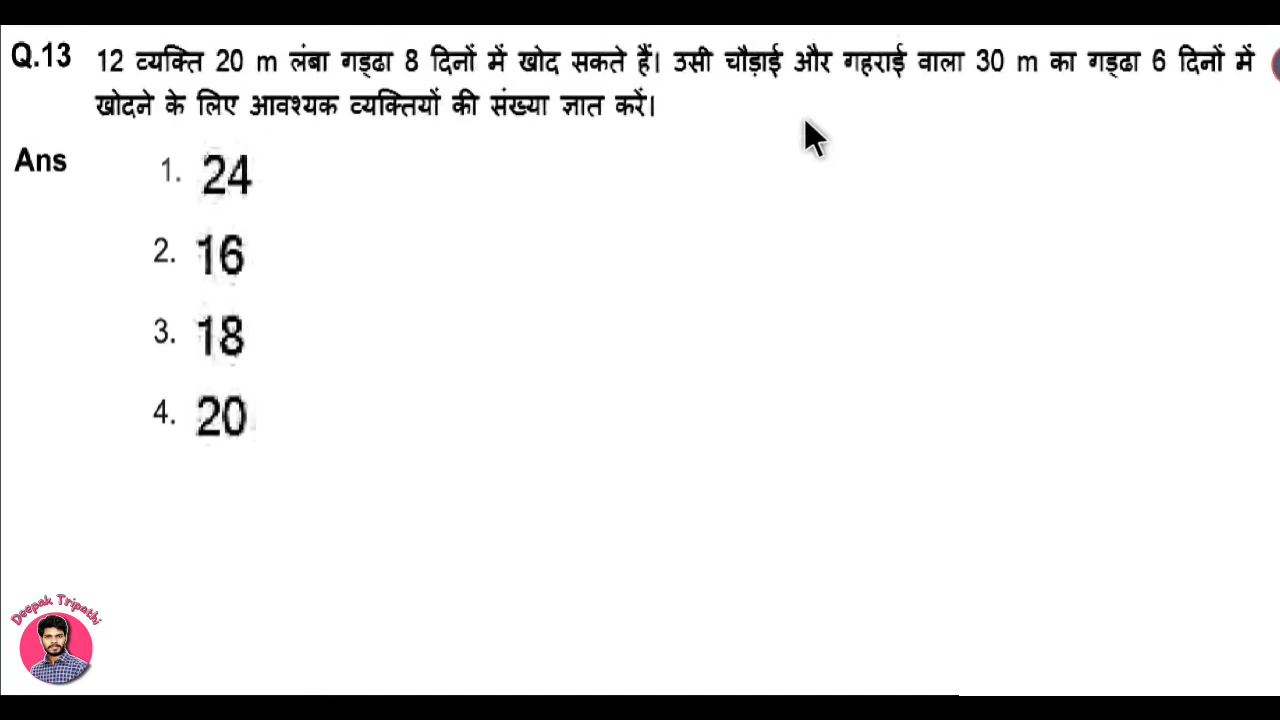 Q.13 12 व्यक्ति 20 m लंबा गड्ढा 8 दिनों में खोद सकते हैं। उसी चौड़ाई और गहराई वाला 30 m का गड्ढा 6 दिनों में
खोदने के लिए आवश्यक व्यक्तियों की संख्या ज्ञात करें।
Ans 1. 24
2. 16
3. 18
4. 20
Deepak Tripathi